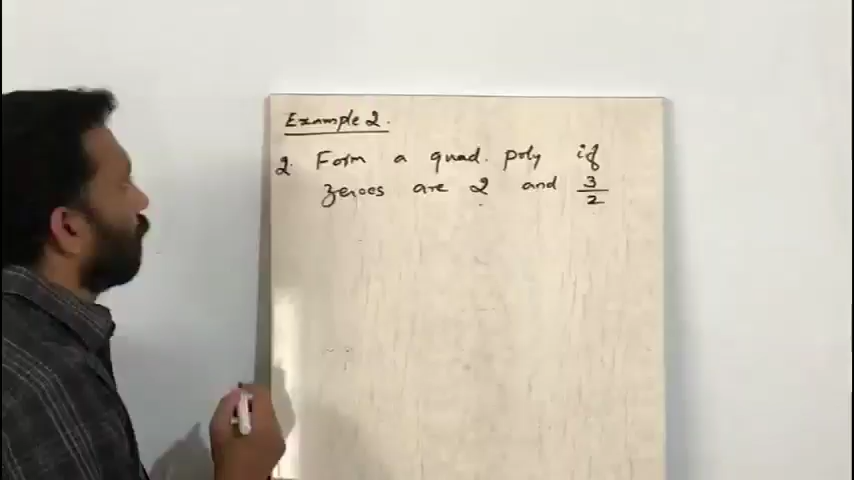 Example 2.
2. Form a quad. poly if
zeroes are 2 and 3/2